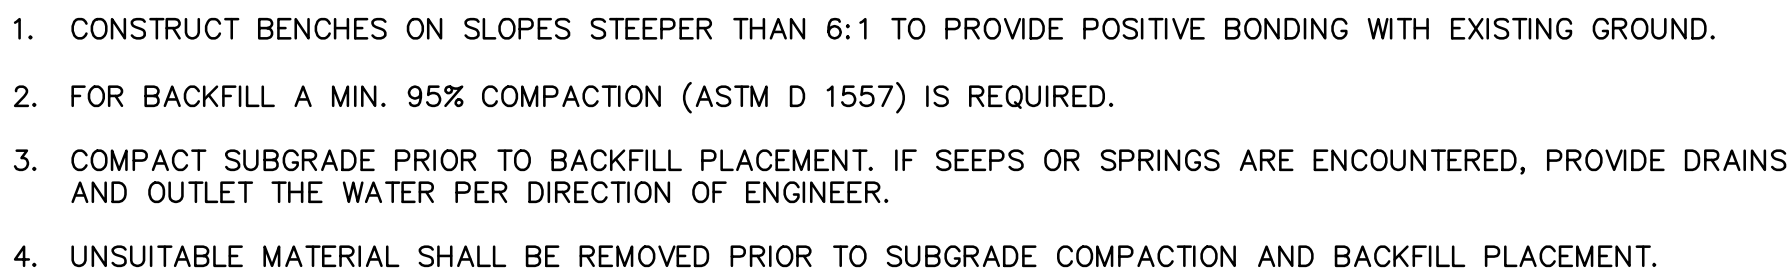 1. CONSTRUCT BENCHES ON SLOPES STEEPER THAN 6:1 TO PROVIDE POSITIVE BONDING WITH EXISTING GROUND.
2. FOR BACKFILL A MIN. 95% COMPACTION (ASTM D 1557) IS REQUIRED.
3. COMPACT SUBGRADE PRIOR TO BACKFILL PLACEMENT. IF SEEPS OR SPRINGS ARE ENCOUNTERED, PROVIDE DRAINS
AND OUTLET THE WATER PER DIRECTION OF ENGINEER.
4. UNSUITABLE MATERIAL SHALL BE REMOVED PRIOR TO SUBGRADE COMPACTION AND BACKFILL PLACEMENT.